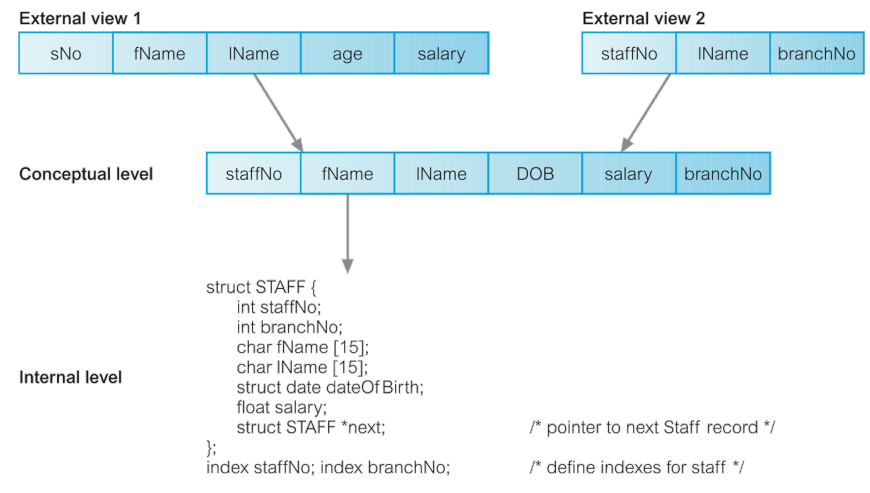 External view 1
External view 2
sNo fName lName age salary
staffNo lName branchNo
Conceptual level
staffNo fName lName DOB salary branchNo
Internal level
struct STAFF {
int staffNo;
int branchNo;
char fName [15];
char lName [15];
struct date dateOfBirth;
float salary;
struct STAFF *next; /* pointer to next Staff record */
};
index staffNo; index branchNo; /* define indexes for staff */